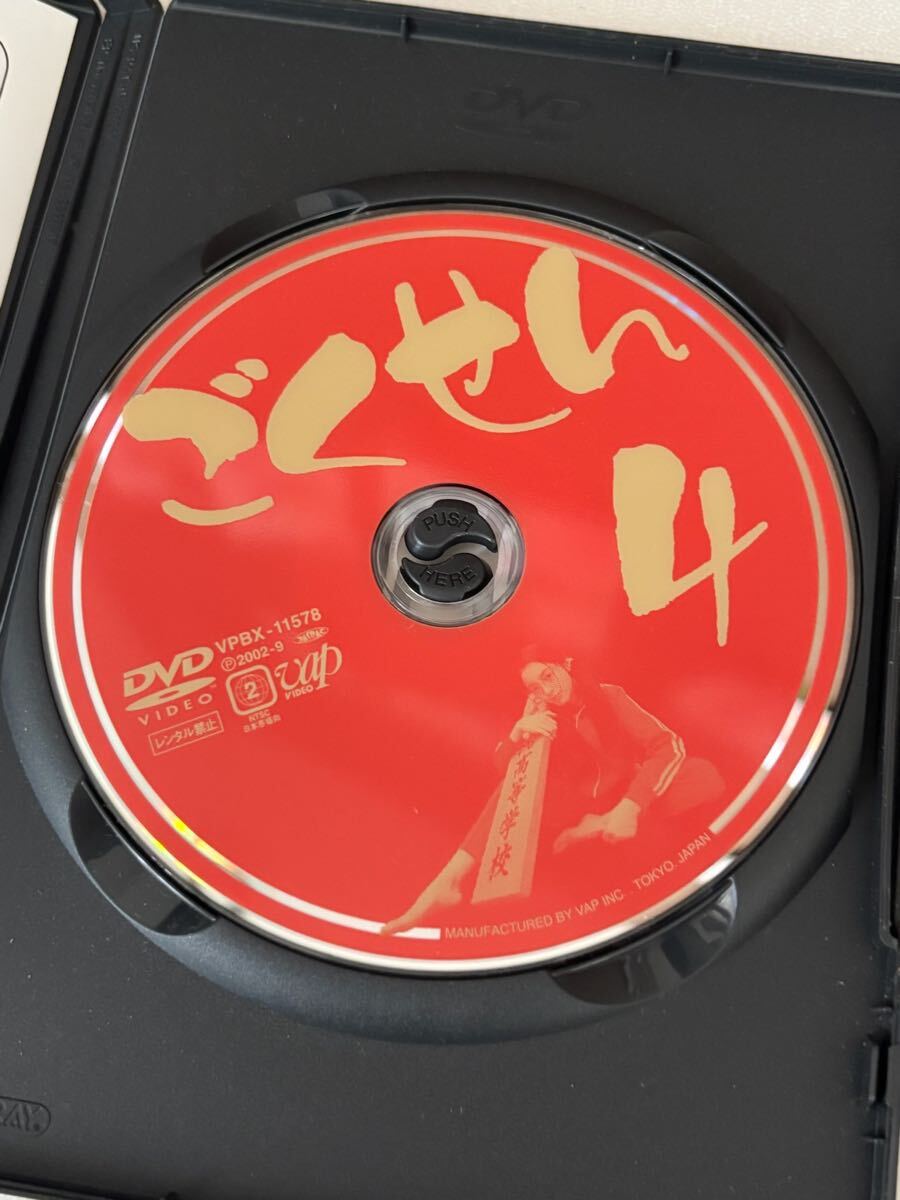 DVD
ごくせん
4
PUSH
HERE
VPBX-11578
DVD
VIDEO
℗2002-9
2
vap
VIDEO
NTSC
日本市場向
レンタル禁止
高等学校
MANUFACTURED BY VAP INC. TOKYO. JAPAN
RAY.